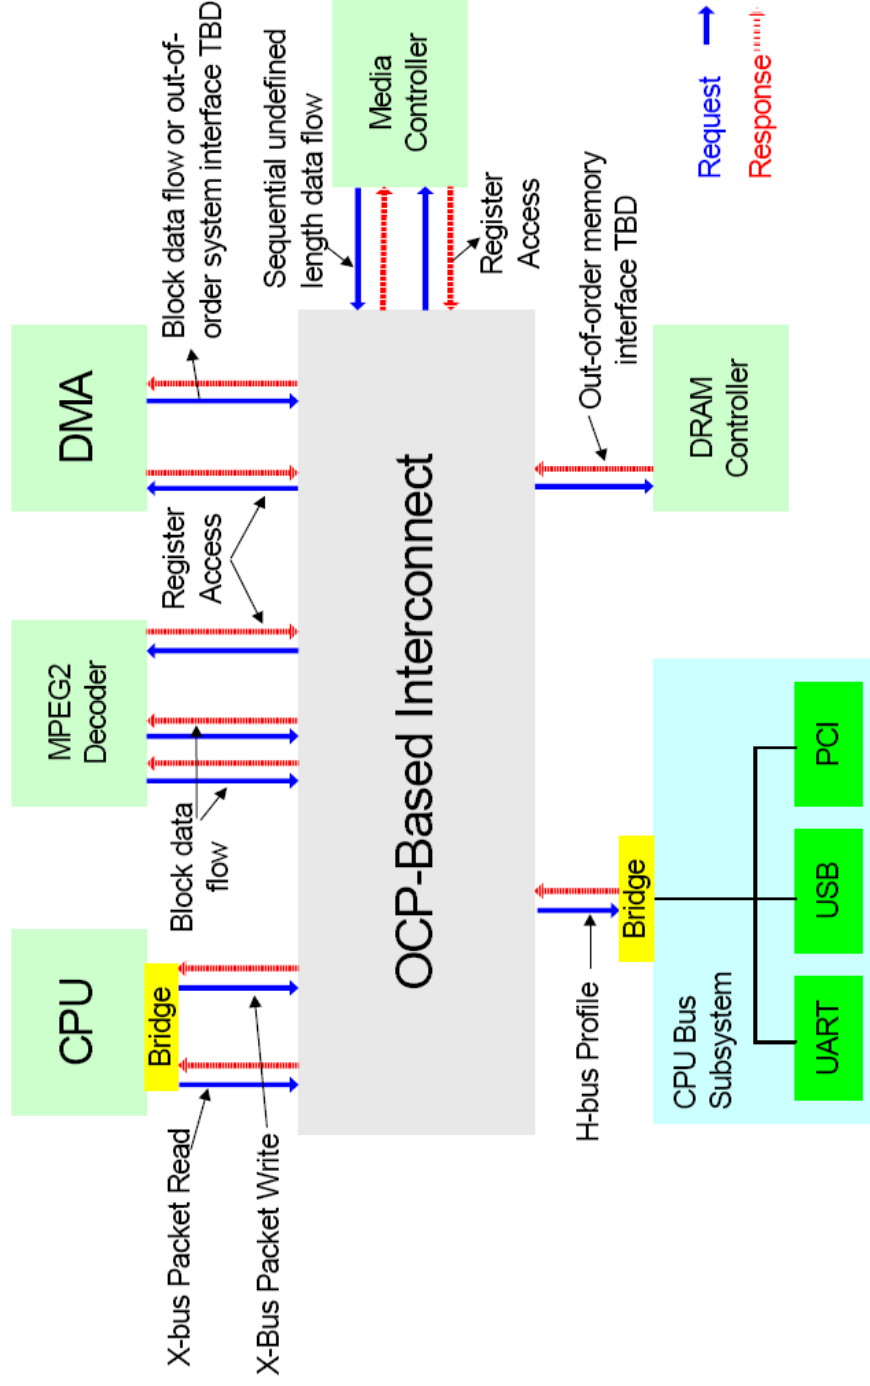 CPU
Bridge
X-bus Packet Read
X-Bus Packet Write
MPEG2
Decoder
Block data
flow
DMA
Register
Access
Block data flow or out-of-
order system interface TBD
Sequential undefined
length data flow
Media
Controller
Register
Access
OCP-Based Interconnect
H-bus Profile
Bridge
CPU Bus
Subsystem
UART
USB
PCI
Out-of-order memory
interface TBD
DRAM
Controller
Request
Response